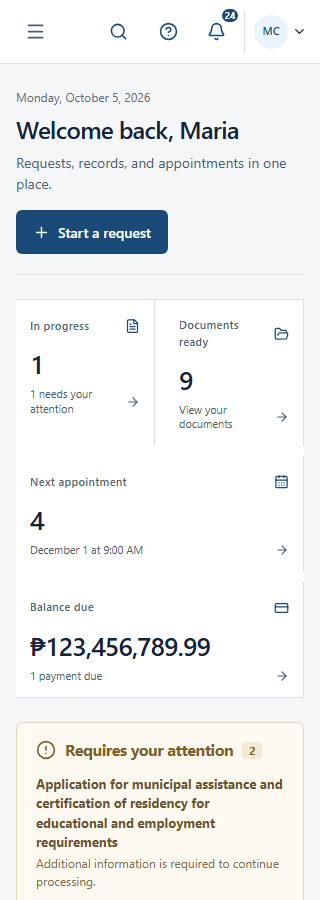 24
MC
Monday, October 5, 2026
Welcome back, Maria
Requests, records, and appointments in one
place.
Start a request
In progress
1
1 needs your
attention
Documents
ready
9
View your
documents
Next appointment
4
December 1 at 9:00 AM
Balance due
₱123,456,789.99
1 payment due
Requires your attention 2
Application for municipal assistance and
certification of residency for
educational and employment
requirements
Additional information is required to continue
processing.